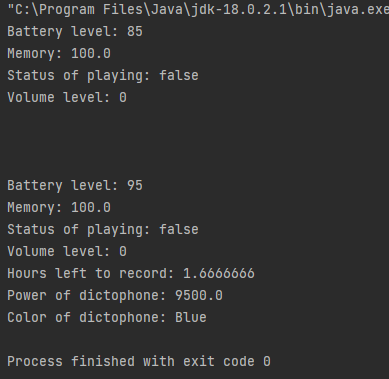 "C:\Program Files\Java\jdk-18.0.2.1\bin\java.exe
Battery level: 85
Memory: 100.0
Status of playing: false
Volume level: 0
Battery level: 95
Memory: 100.0
Status of playing: false
Volume level: 0
Hours left to record: 1.6666666
Power of dictophone: 9500.0
Color of dictophone: Blue
Process finished with exit code 0